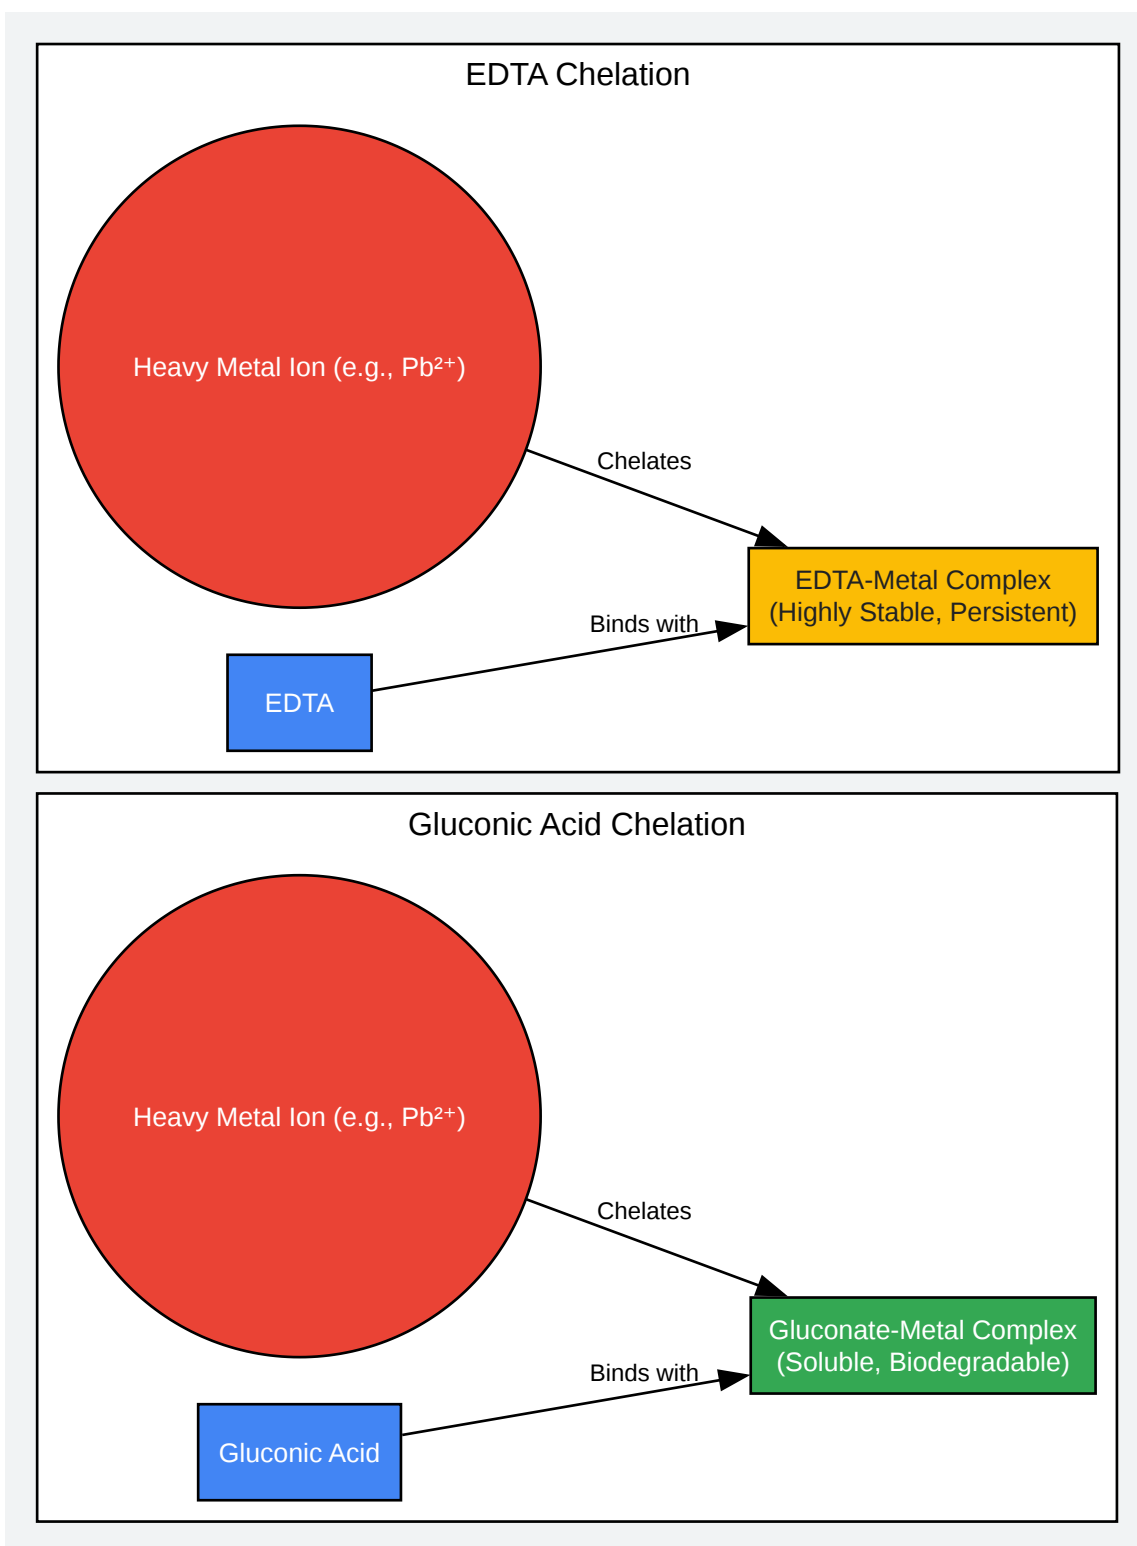 EDTA Chelation
Heavy Metal Ion (e.g., Pb²⁺)
Chelates
EDTA-Metal Complex
(Highly Stable, Persistent)
Binds with
EDTA
Gluconic Acid Chelation
Heavy Metal Ion (e.g., Pb²⁺)
Chelates
Gluconate-Metal Complex
(Soluble, Biodegradable)
Binds with
Gluconic Acid